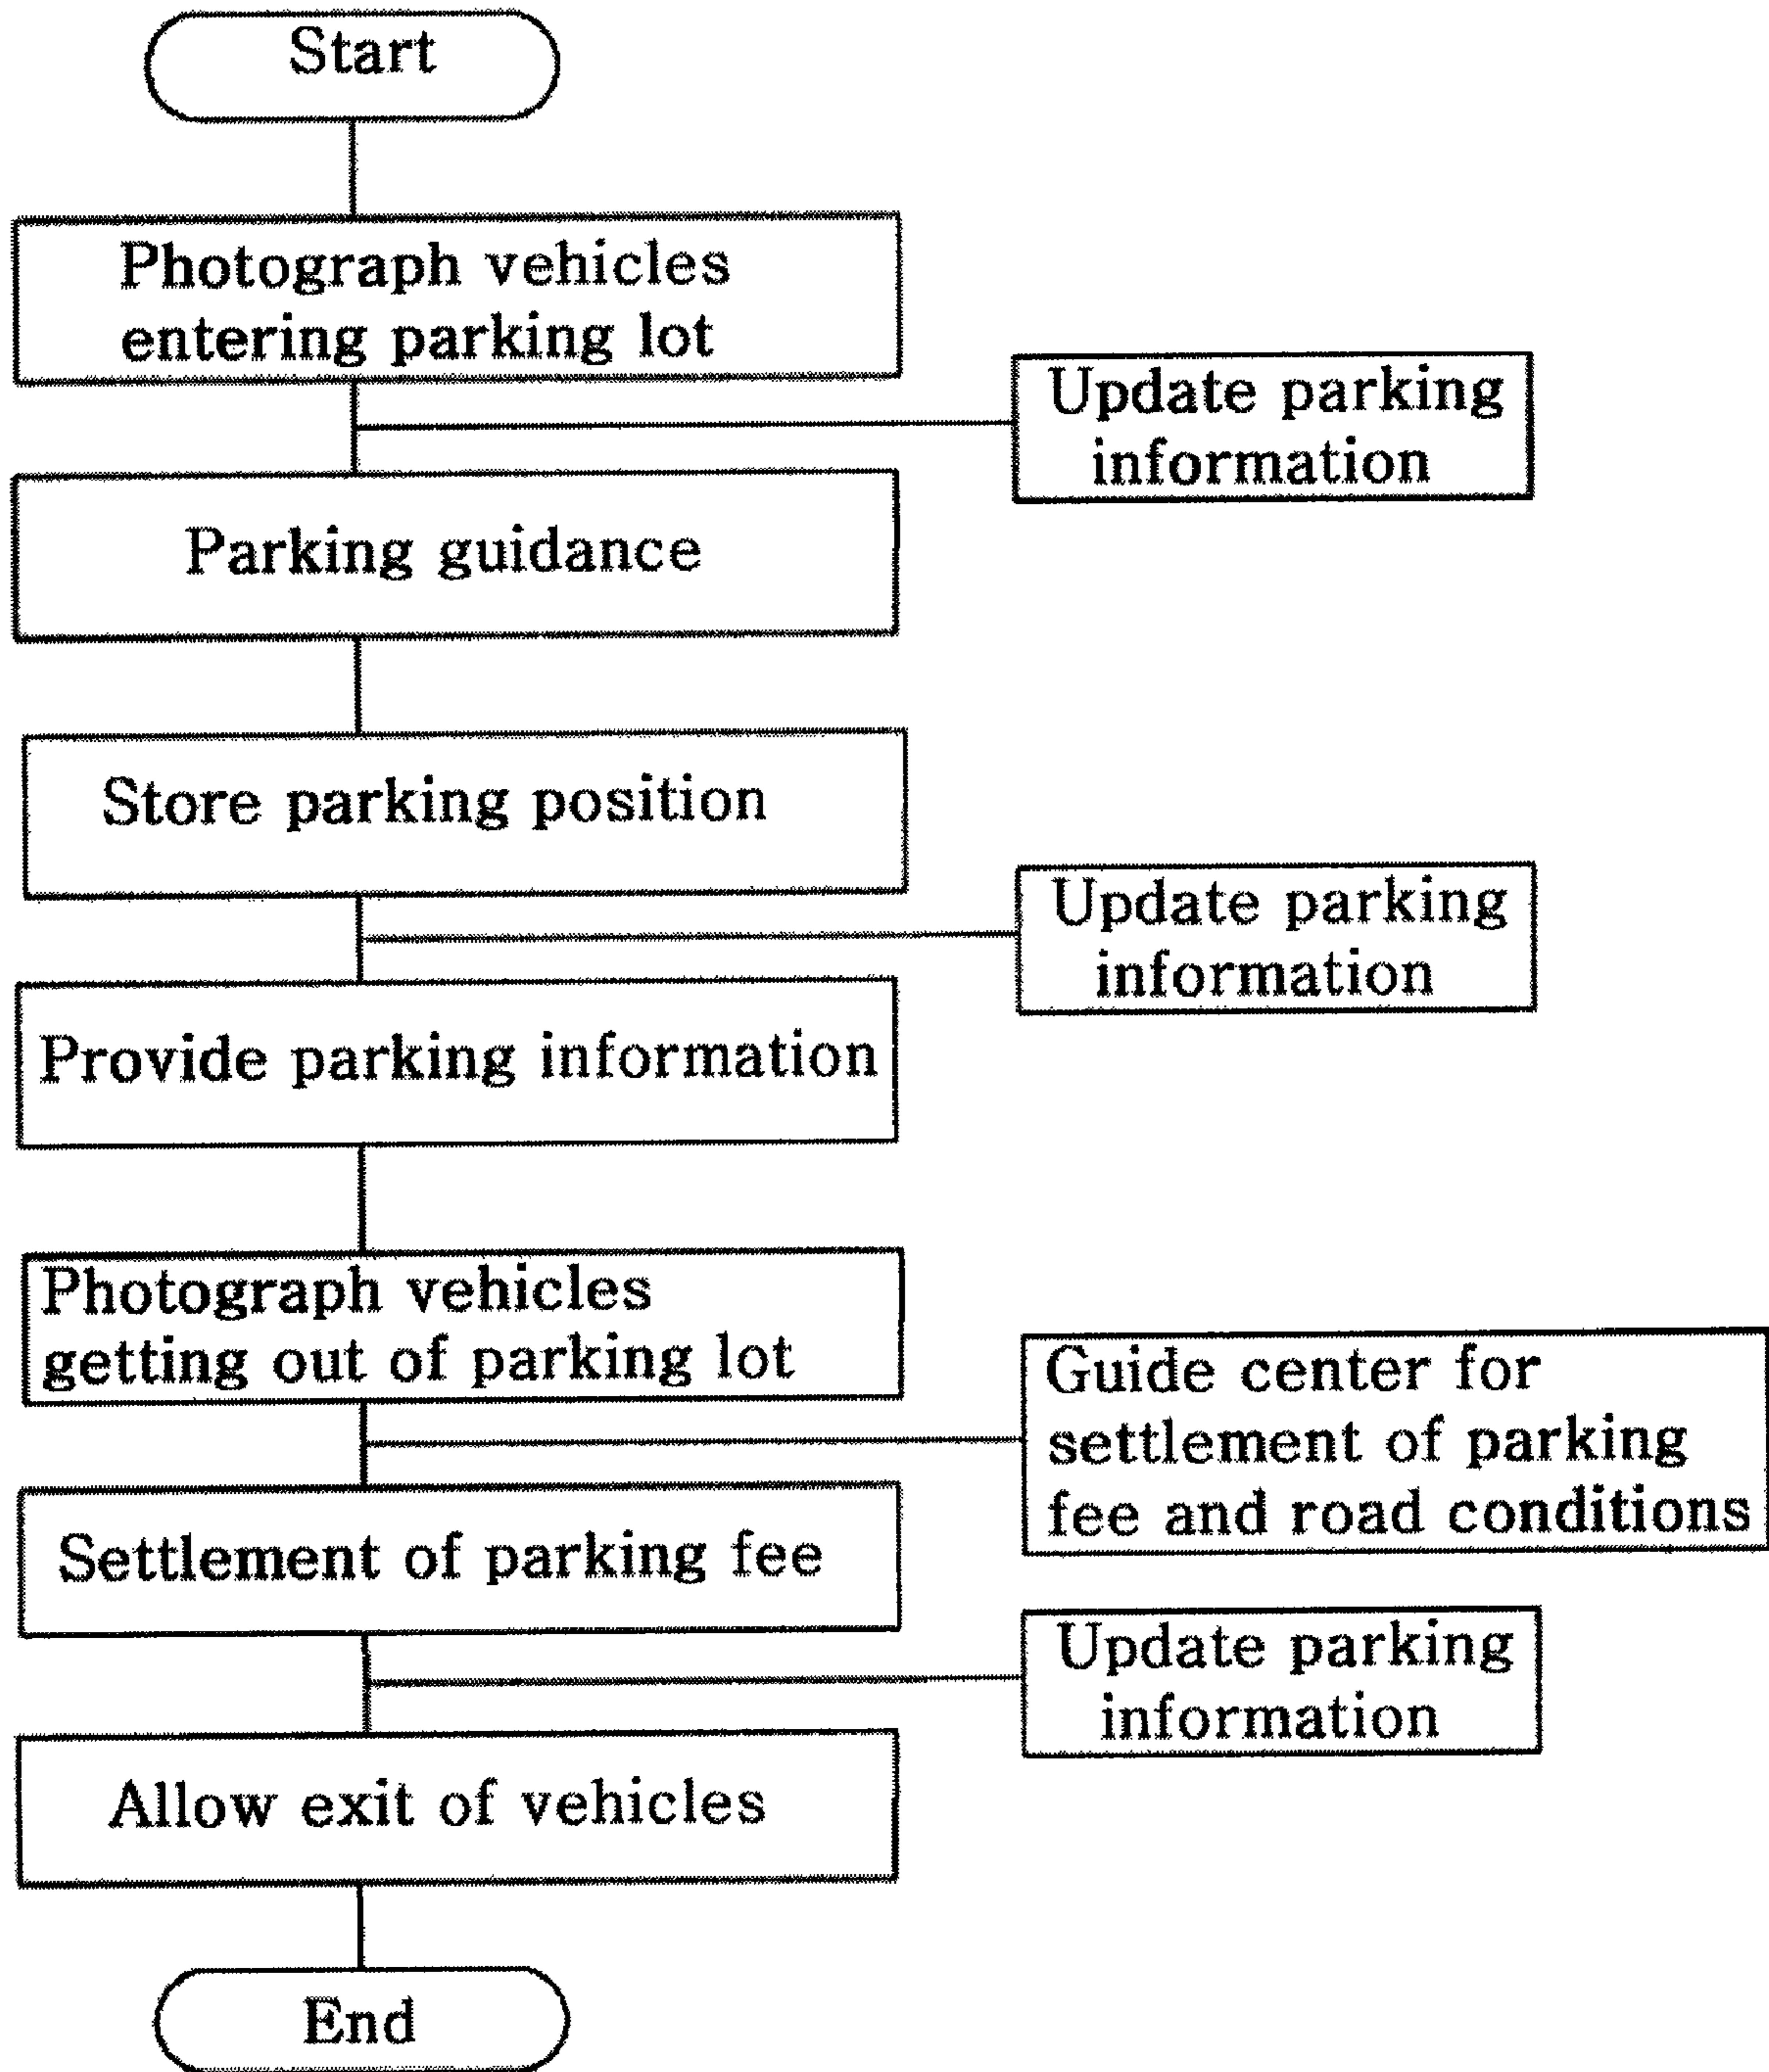 Start
Photograph vehicles
entering parking lot
Update parking
information
Parking guidance
Store parking position
Update parking
information
Provide parking information
Photograph vehicles
getting out of parking lot
Guide center for
settlement of parking
fee and road conditions
Settlement of parking fee
Update parking
information
Allow exit of vehicles
End